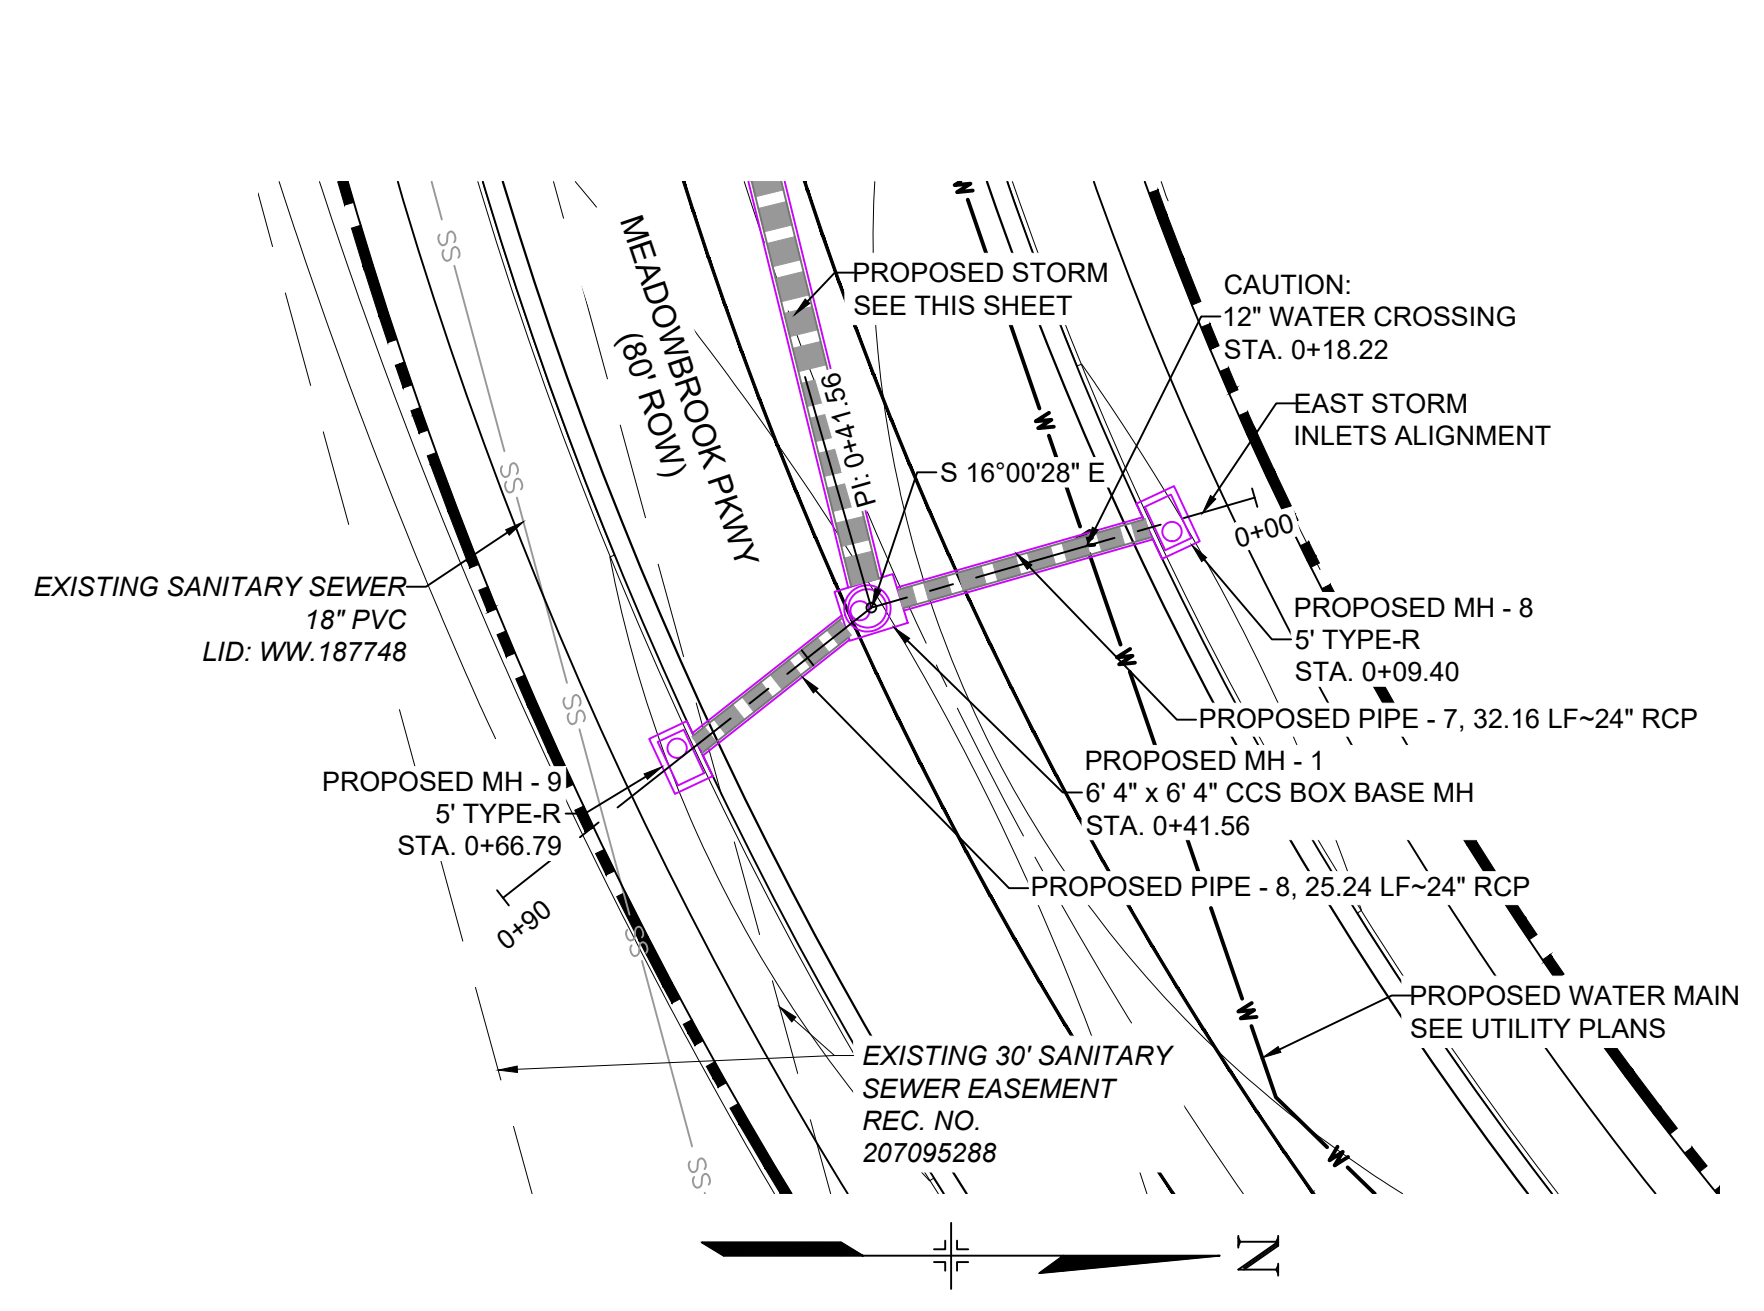 MEADOWBROOK PKWY
(80' ROW)
PROPOSED STORM
SEE THIS SHEET
CAUTION:
12" WATER CROSSING
STA. 0+18.22
EAST STORM
INLETS ALIGNMENT
PI: 0+41.56
S 16°00'28" E
0+00
EXISTING SANITARY SEWER
18" PVC
LID: WW.187748
PROPOSED MH - 8
5' TYPE-R
STA. 0+09.40
PROPOSED PIPE - 7, 32.16 LF~24" RCP
PROPOSED MH - 1
6' 4" x 6' 4" CCS BOX BASE MH
STA. 0+41.56
PROPOSED MH - 9
5' TYPE-R
STA. 0+66.79
PROPOSED PIPE - 8, 25.24 LF~24" RCP
0+90
PROPOSED WATER MAIN
SEE UTILITY PLANS
EXISTING 30' SANITARY
SEWER EASEMENT
REC. NO.
207095288
SS
SS
SS
SS
SS
W
W
W
W
W
N